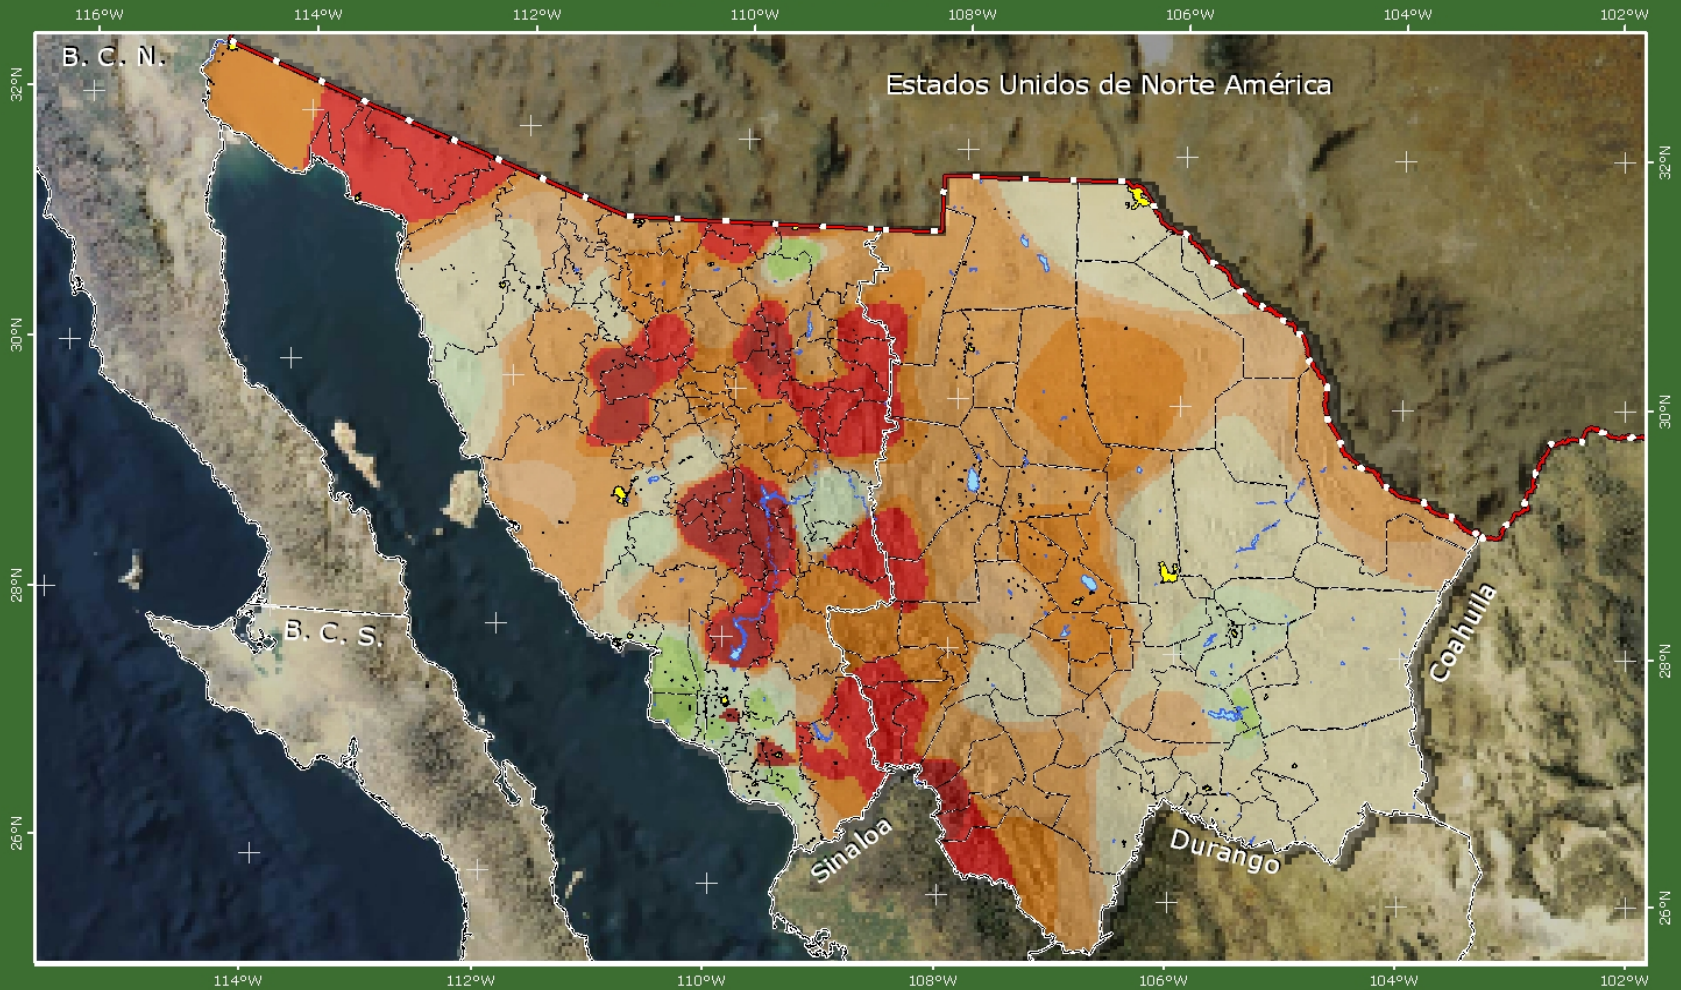 116°W 114°W 112°W 110°W 108°W 106°W 104°W 102°W
B. C. N.
Estados Unidos de Norte América
32°N 32°N
30°N 30°N
28°N 28°N
B. C. S.
Coahuila
Sinaloa
Durango
26°N 26°N
114°W 112°W 110°W 108°W 106°W 104°W 102°W